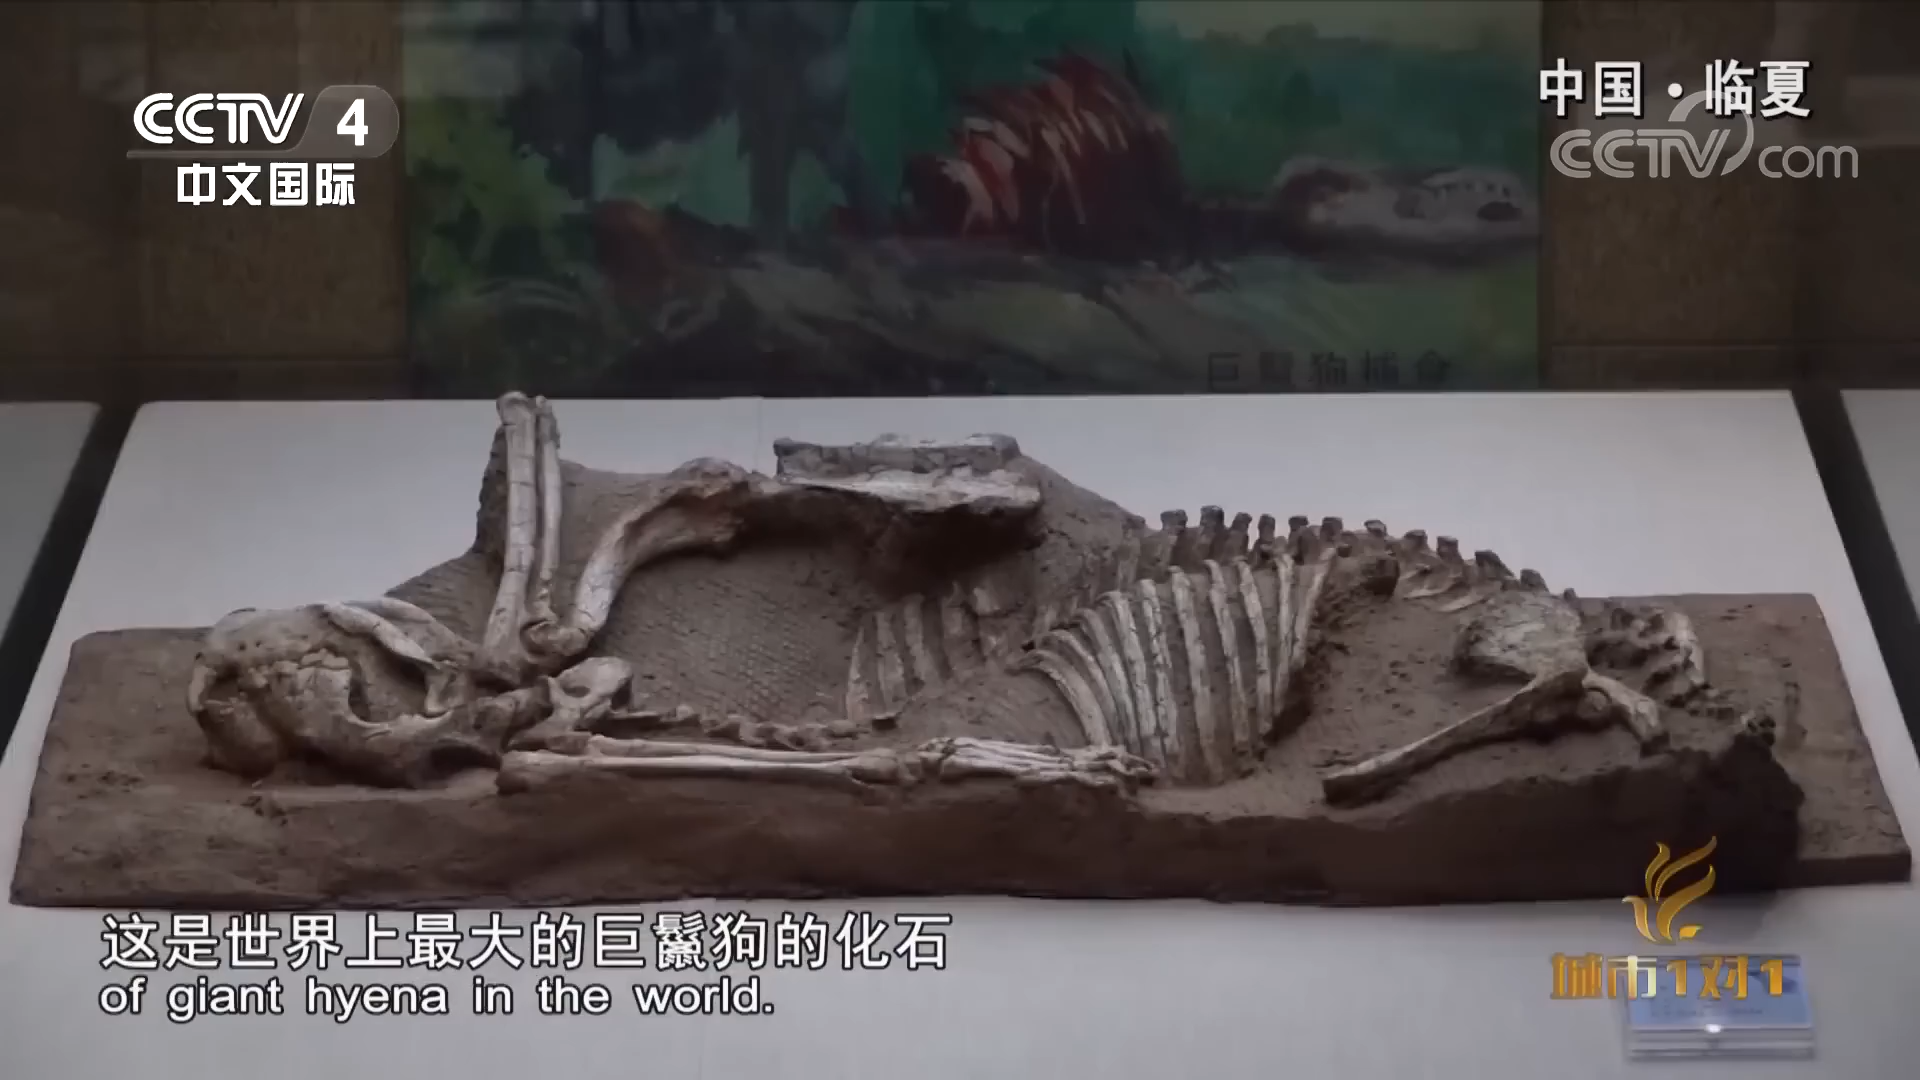 CCTV 4
中文国际
中国·临夏
CCTV com
巨鬣狗捕食
这是世界上最大的巨鬣狗的化石
of giant hyena in the world.
城市1对1